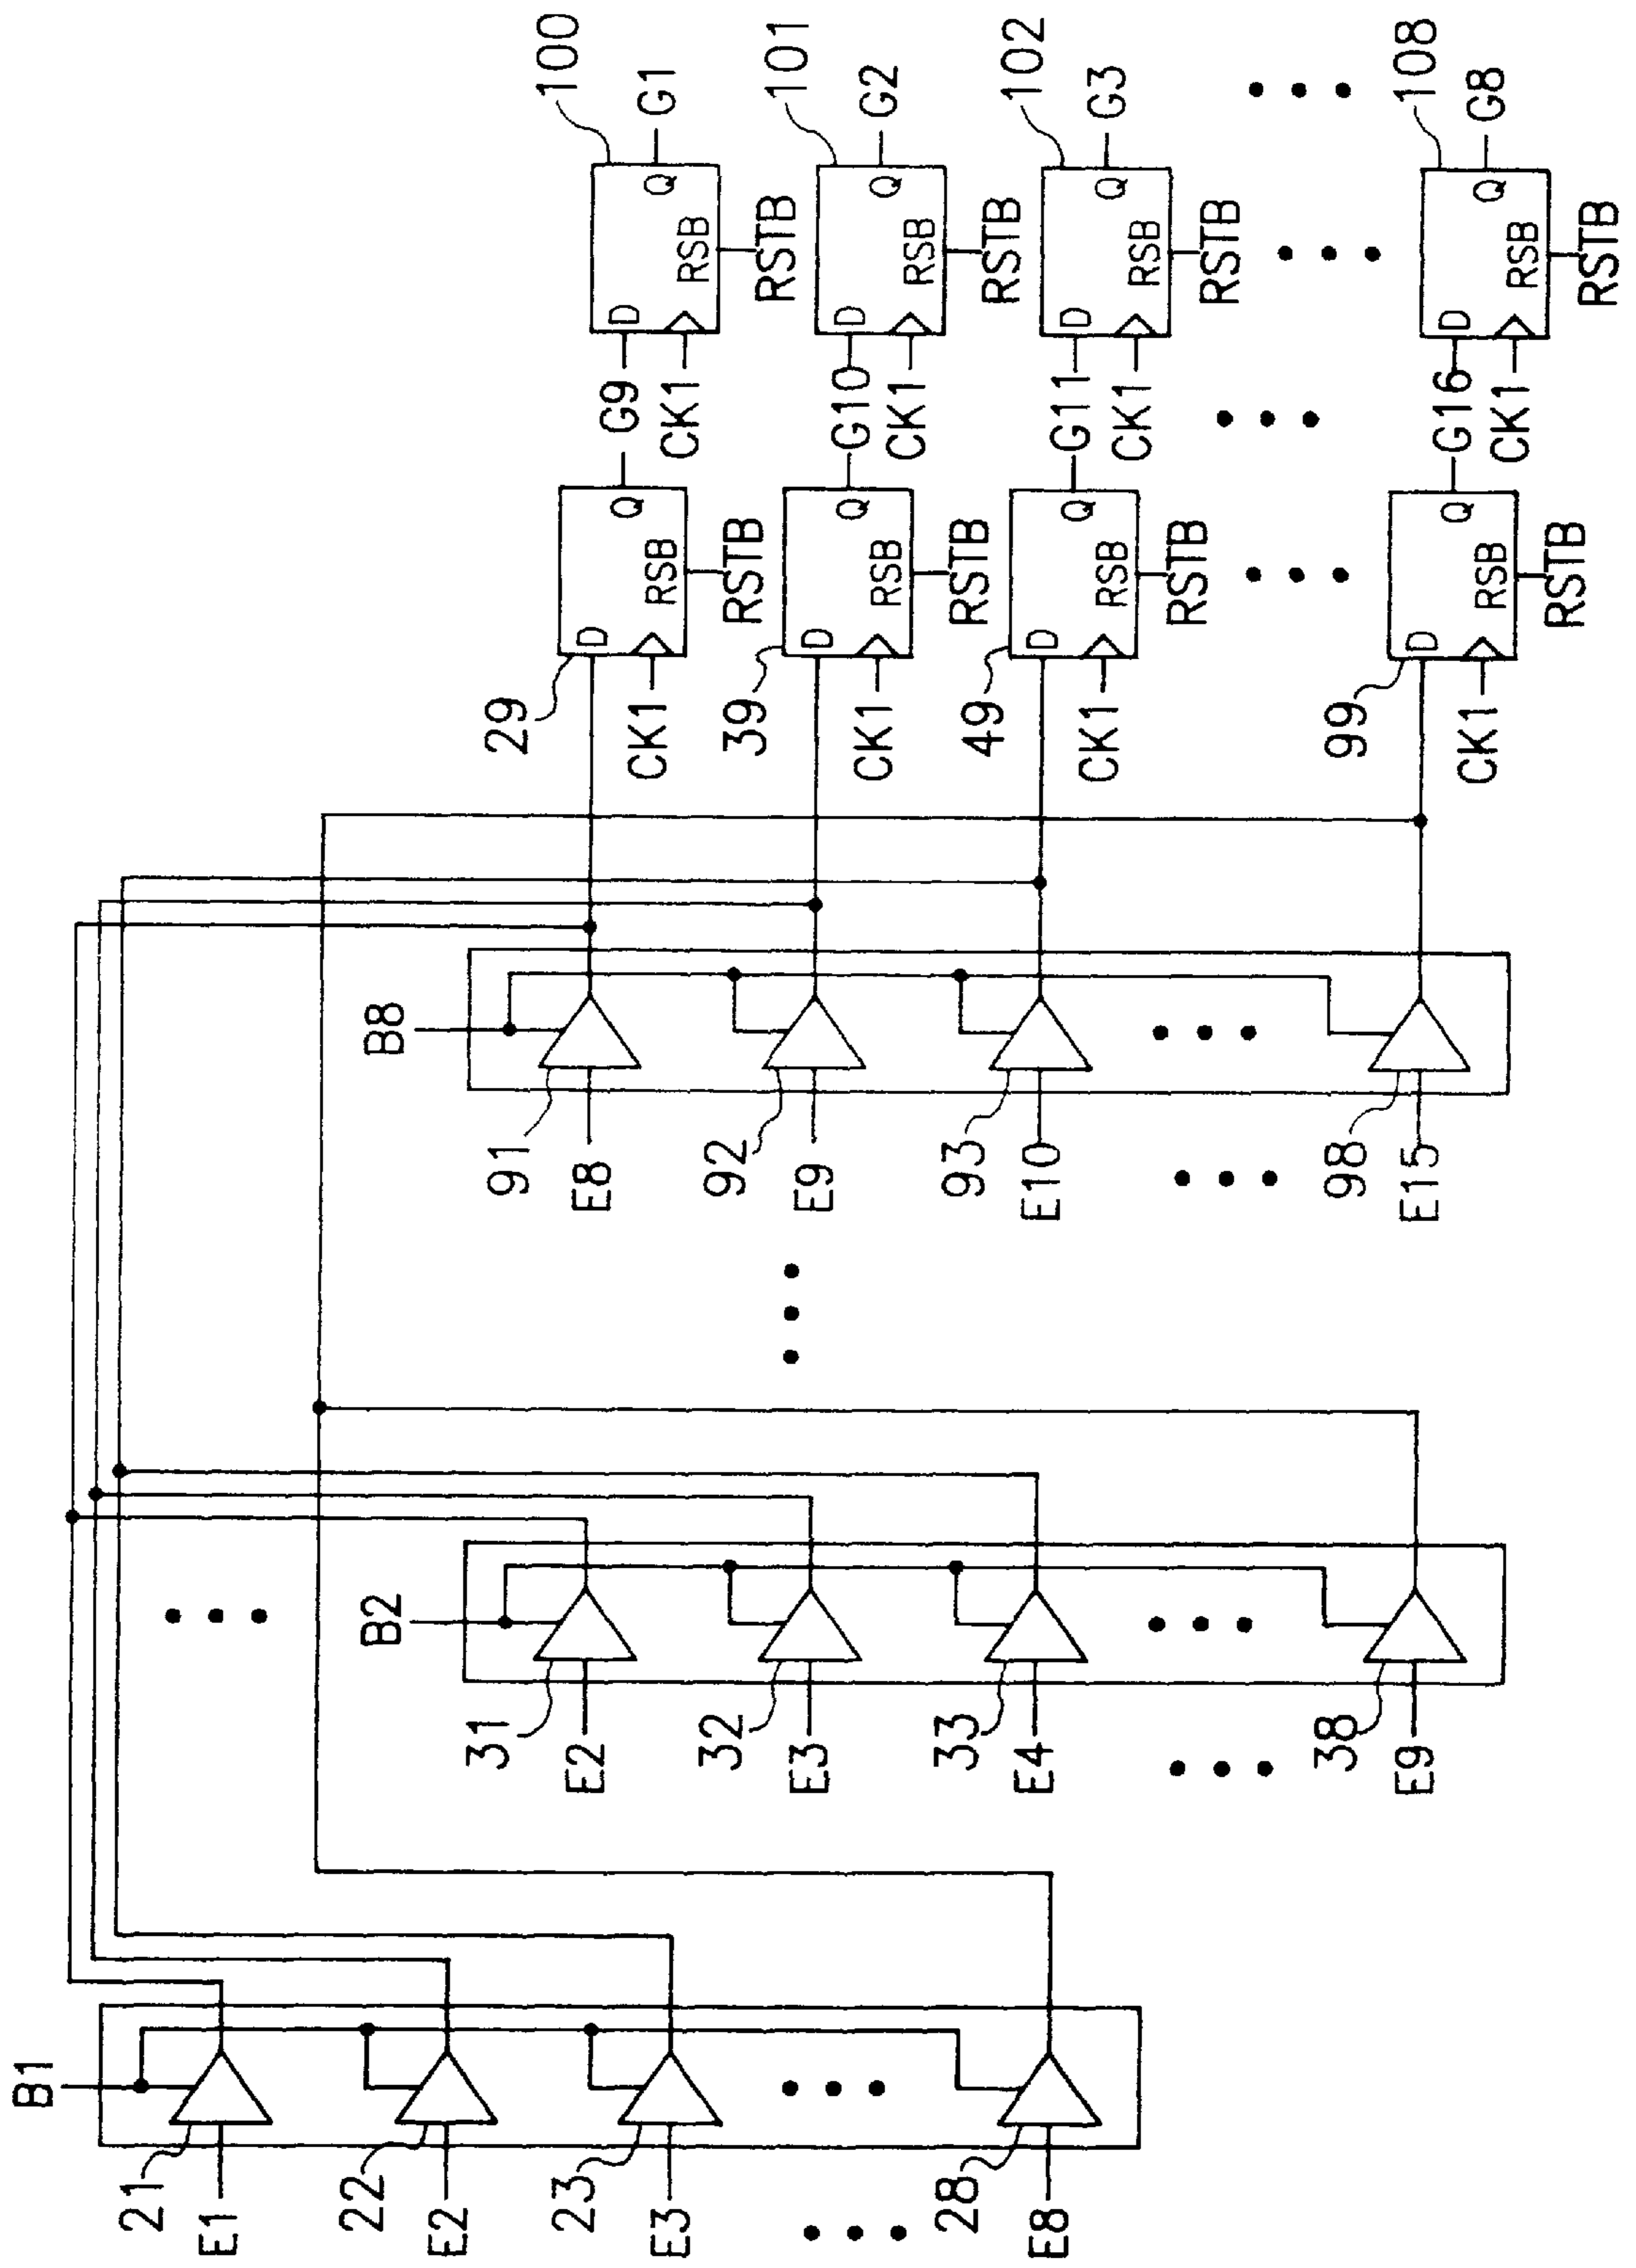 B1
21
E1
22
E2
23
E3
28
E8
B2
31
E2
32
E3
33
E4
38
E9
B8
91
E8
92
E9
93
E10
98
E15
29
D
Q
RSB
CK1
RSTB
G9
39
D
Q
RSB
CK1
RSTB
G10
49
D
Q
RSB
CK1
RSTB
G11
99
D
Q
RSB
CK1
RSTB
G16
100
D
Q
RSB
CK1
RSTB
G1
101
D
Q
RSB
CK1
RSTB
G2
102
D
Q
RSB
CK1
RSTB
G3
108
D
Q
RSB
CK1
RSTB
G8